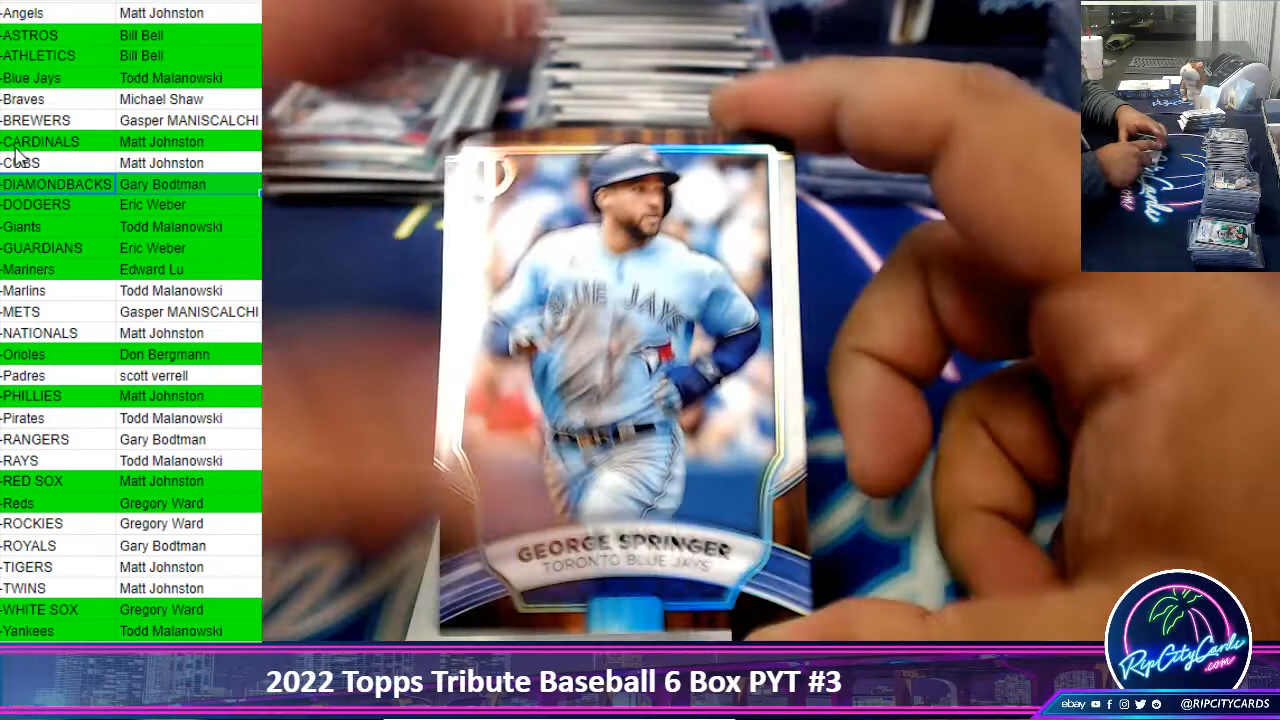 -Angels Matt Johnston
-ASTROS Bill Bell
-ATHLETICS Bill Bell
-Blue Jays Todd Malanowski
-Braves Michael Shaw
-BREWERS Gasper MANISCALCHI
-CARDINALS Matt Johnston
-CUBS Matt Johnston
-DIAMONDBACKS Gary Bodtman
-DODGERS Eric Weber
-Giants Todd Malanowski
-GUARDIANS Eric Weber
-Mariners Edward Lu
-Marlins Todd Malanowski
-METS Gasper MANISCALCHI
-NATIONALS Matt Johnston
-Orioles Don Bergmann
-Padres scott verrell
-PHILLIES Matt Johnston
-Pirates Todd Malanowski
-RANGERS Gary Bodtman
-RAYS Todd Malanowski
-RED SOX Matt Johnston
-Reds Gregory Ward
-ROCKIES Gregory Ward
-ROYALS Gary Bodtman
-TIGERS Matt Johnston
-TWINS Matt Johnston
-WHITE SOX Gregory Ward
-Yankees Todd Malanowski
BLUE JAYS
GEORGE SPRINGER
TORONTO BLUE JAYS
RipCityCards
.com
2022 Topps Tribute Baseball 6 Box PYT #3
ebay @RIPCITYCARDS